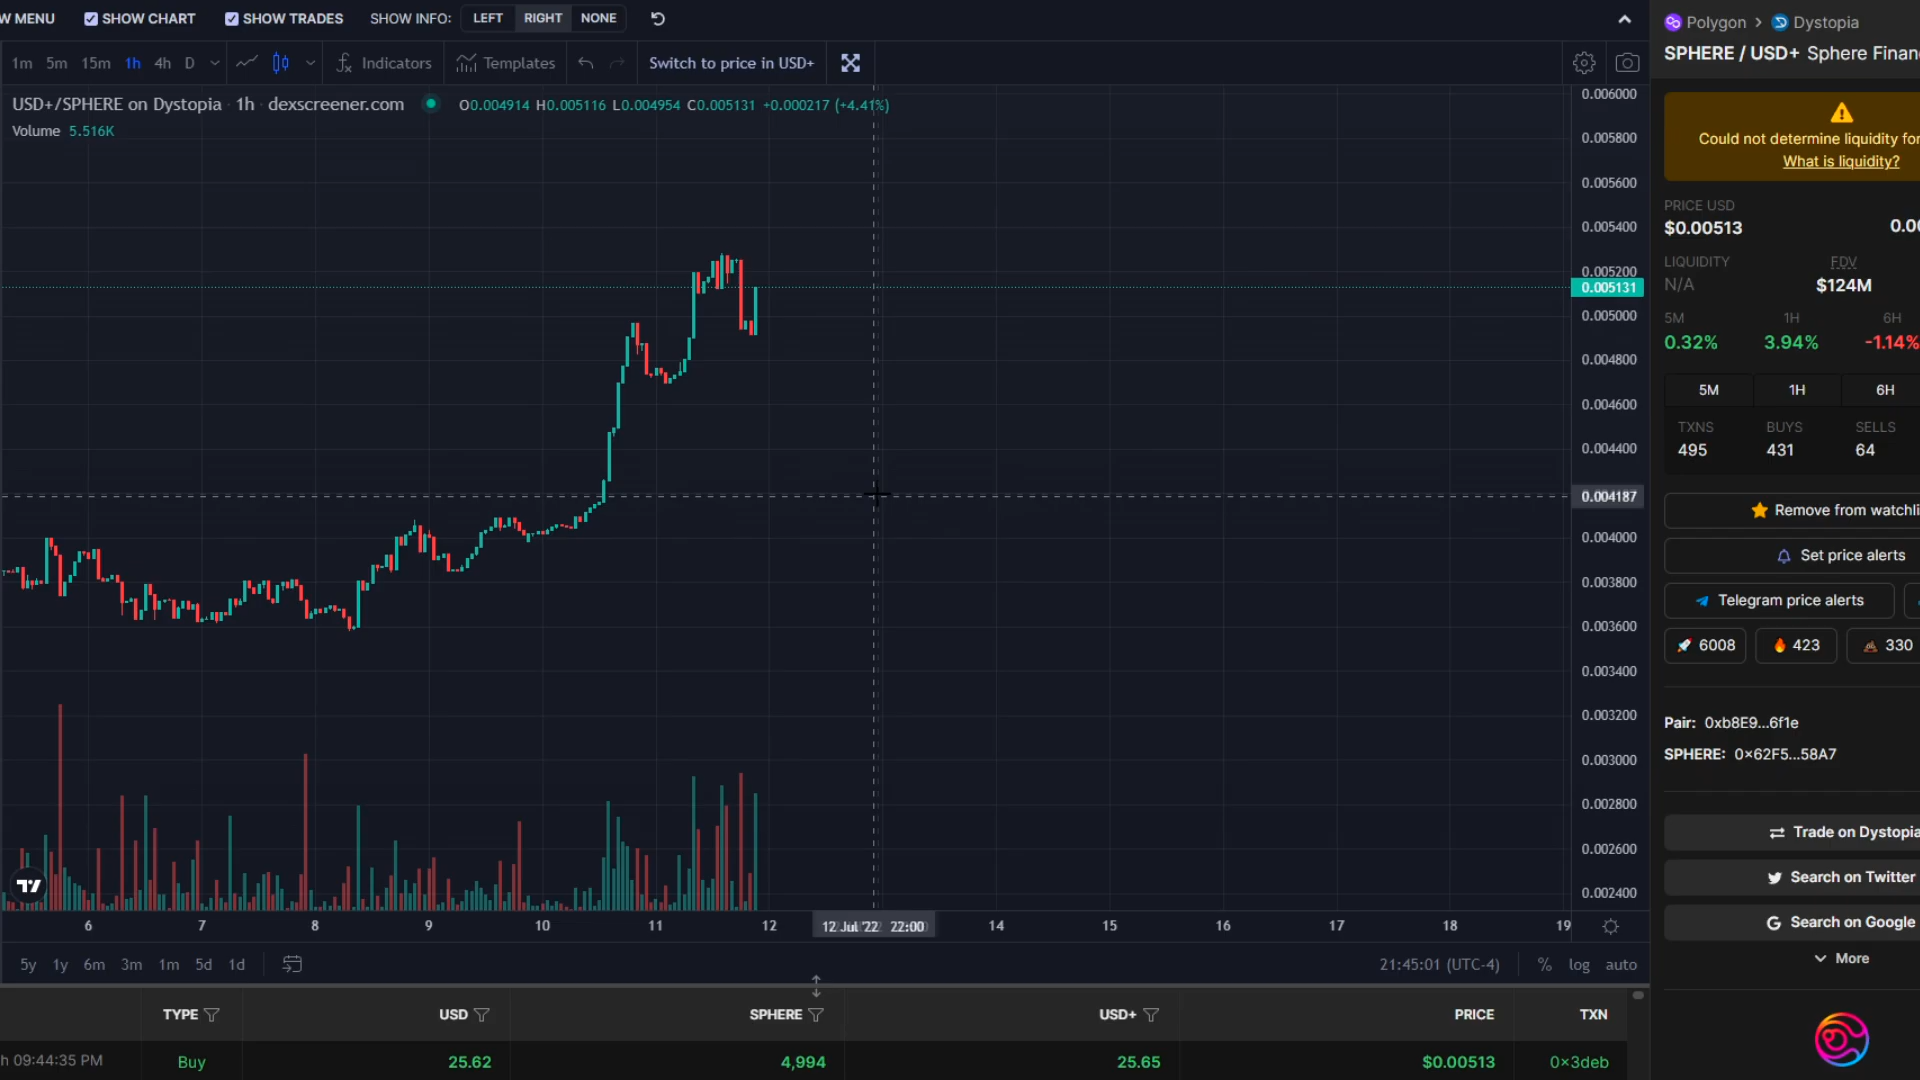 W MENU SHOW CHART SHOW TRADES SHOW INFO: LEFT RIGHT NONE
1m 5m 15m 1h 4h D Indicators Templates Switch to price in USD+
USD+/SPHERE on Dystopia · 1h · dexscreener.com O0.004914 H0.005116 L0.004954 C0.005131 +0.000217 (+4.41%)
Volume 5.516K
0.006000
0.005800
0.005600
0.005400
0.005200
0.005131
0.005000
0.004800
0.004600
0.004400
0.004187
0.004000
0.003800
0.003600
0.003400
0.003200
0.003000
0.002800
0.002600
0.002400
6 7 8 9 10 11 12 12 Jul '22 22:00 14 15 16 17 18 19
5y 1y 6m 3m 1m 5d 1d 21:45:01 (UTC-4) % log auto
TYPE USD SPHERE USD+ PRICE TXN
h 09:44:35 PM Buy 25.62 4,994 25.65 $0.00513 0×3deb
Polygon > Dystopia
SPHERE / USD+ Sphere Finan
Could not determine liquidity for
What is liquidity?
PRICE USD
$0.00513 0.00
LIQUIDITY FDV
N/A $124M
5M 1H 6H
0.32% 3.94% -1.14%
5M 1H 6H
TXNS BUYS SELLS
495 431 64
Remove from watchli
Set price alerts
Telegram price alerts
6008 423 330
Pair: 0xb8E9...6f1e
SPHERE: 0×62F5...58A7
Trade on Dystopia
Search on Twitter
Search on Google
More